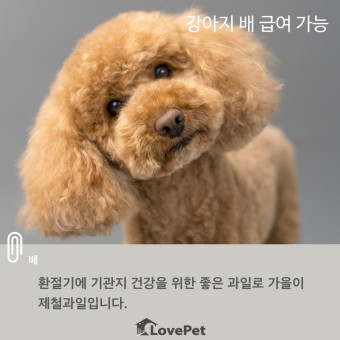 강아지 배 급여 가능
배
환절기에 기관지 건강을 위한 좋은 과일로 가을이
제철과일입니다.
LovePet